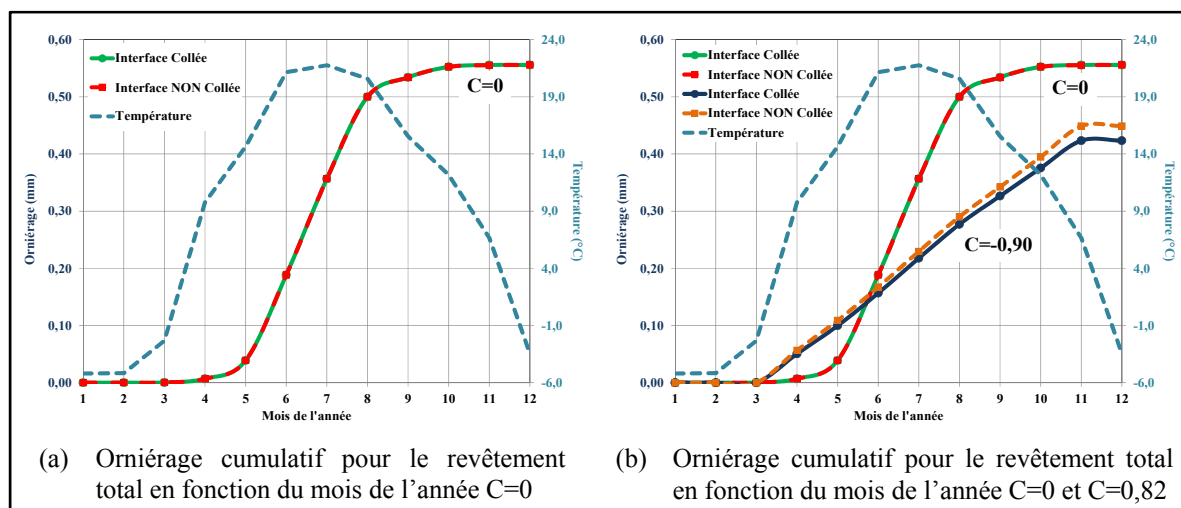 Interface Collée
Interface NON Collée
Température
C=0
0,60
0,50
0,40
0,30
0,20
0,10
0,00
Orniérage (mm)
24,0
19,0
14,0
9,0
4,0
-1,0
-6,0
Température (°C)
1 2 3 4 5 6 7 8 9 10 11 12
Mois de l'année
(a) Orniérage cumulatif pour le revêtement
total en fonction du mois de l’année C=0
Interface Collée
Interface NON Collée
Interface Collée
Interface NON Collée
Température
C=0
C=-0,90
0,60
0,50
0,40
0,30
0,20
0,10
0,00
Orniérage (mm)
24,0
19,0
14,0
9,0
4,0
-1,0
-6,0
Température (°C)
1 2 3 4 5 6 7 8 9 10 11 12
Mois de l'année
(b) Orniérage cumulatif pour le revêtement total
en fonction du mois de l’année C=0 et C=0,82